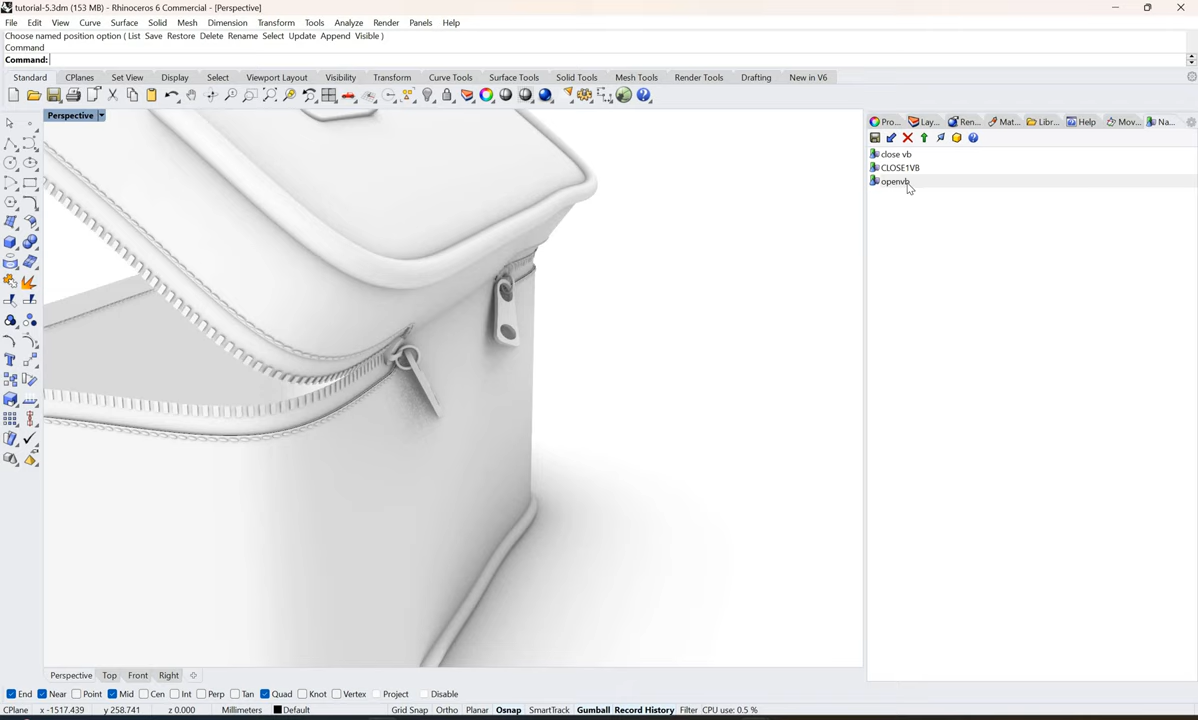 tutorial-5.3dm (153 MB) - Rhinoceros 6 Commercial - [Perspective]
File Edit View Curve Surface Solid Mesh Dimension Transform Tools Analyze Render Panels Help
Choose named position option ( List Save Restore Delete Rename Select Update Append Visible )
Command
Command:
Standard CPlanes Set View Display Select Viewport Layout Visibility Transform Curve Tools Surface Tools Solid Tools Mesh Tools Render Tools Drafting New in V6
Perspective
Pro... Lay... Ren... Mat... Libr... Help Mov... Na...
close vb
CLOSE1VB
openvb
Perspective Top Front Right
End Near Point Mid Cen Int Perp Tan Quad Knot Vertex Project Disable
CPlane x -1517.439 y 258.741 z 0.000 Millimeters Default Grid Snap Ortho Planar Osnap SmartTrack Gumball Record History Filter CPU use: 0.5 %